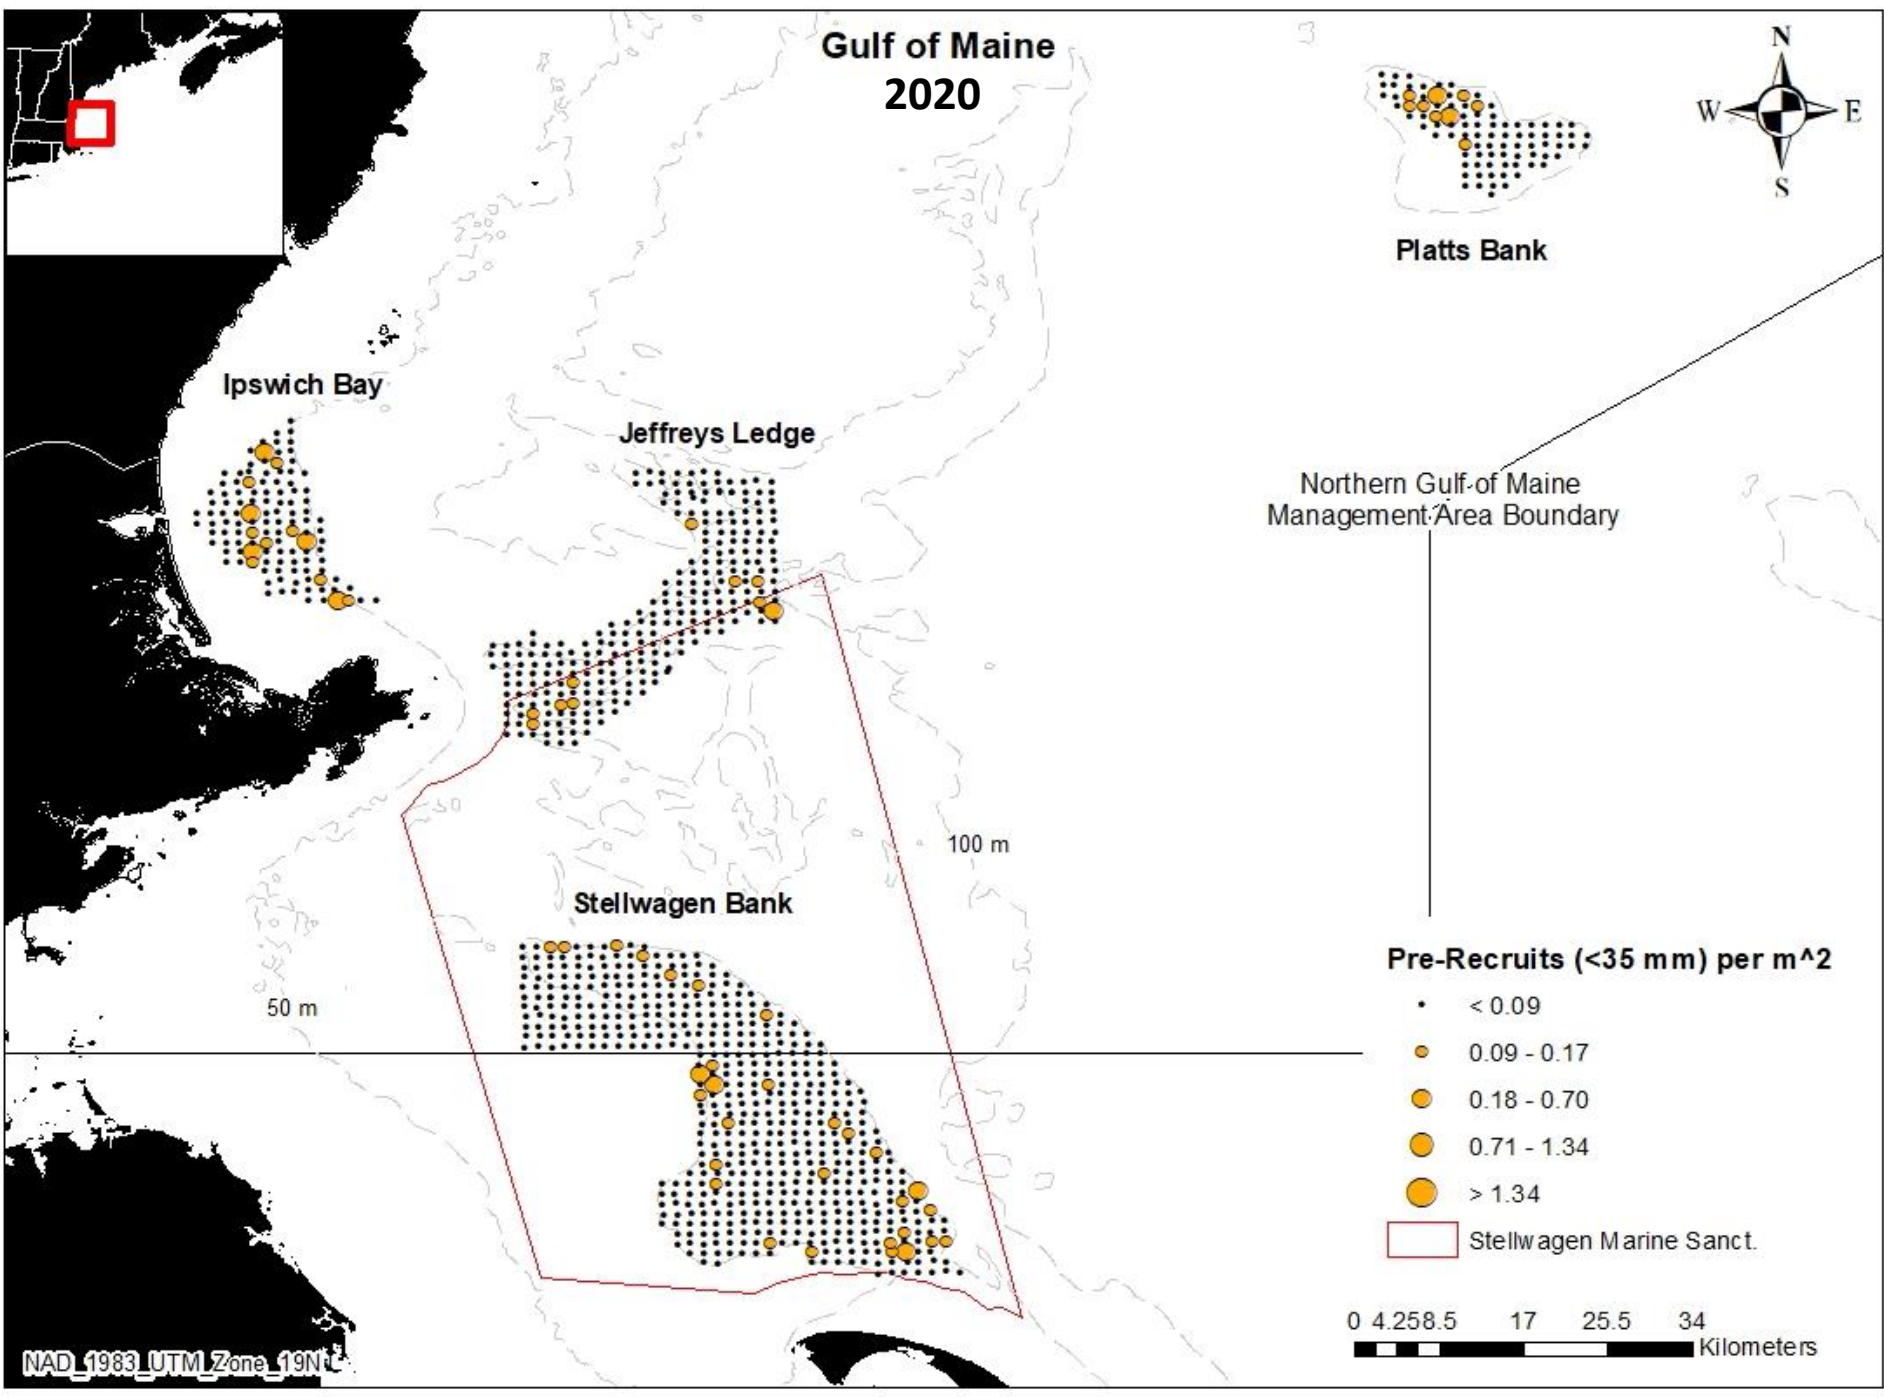 Gulf of Maine
2020
N
W
E
S
Platts Bank
Ipswich Bay
Jeffreys Ledge
Northern Gulf of Maine
Management Area Boundary
100 m
Stellwagen Bank
50 m
Pre-Recruits (<35 mm) per m^2
< 0.09
0.09 - 0.17
0.18 - 0.70
0.71 - 1.34
> 1.34
Stellwagen Marine Sanct.
0 4.25 8.5 17 25.5 34
Kilometers
NAD_1983_UTM_Zone_19N